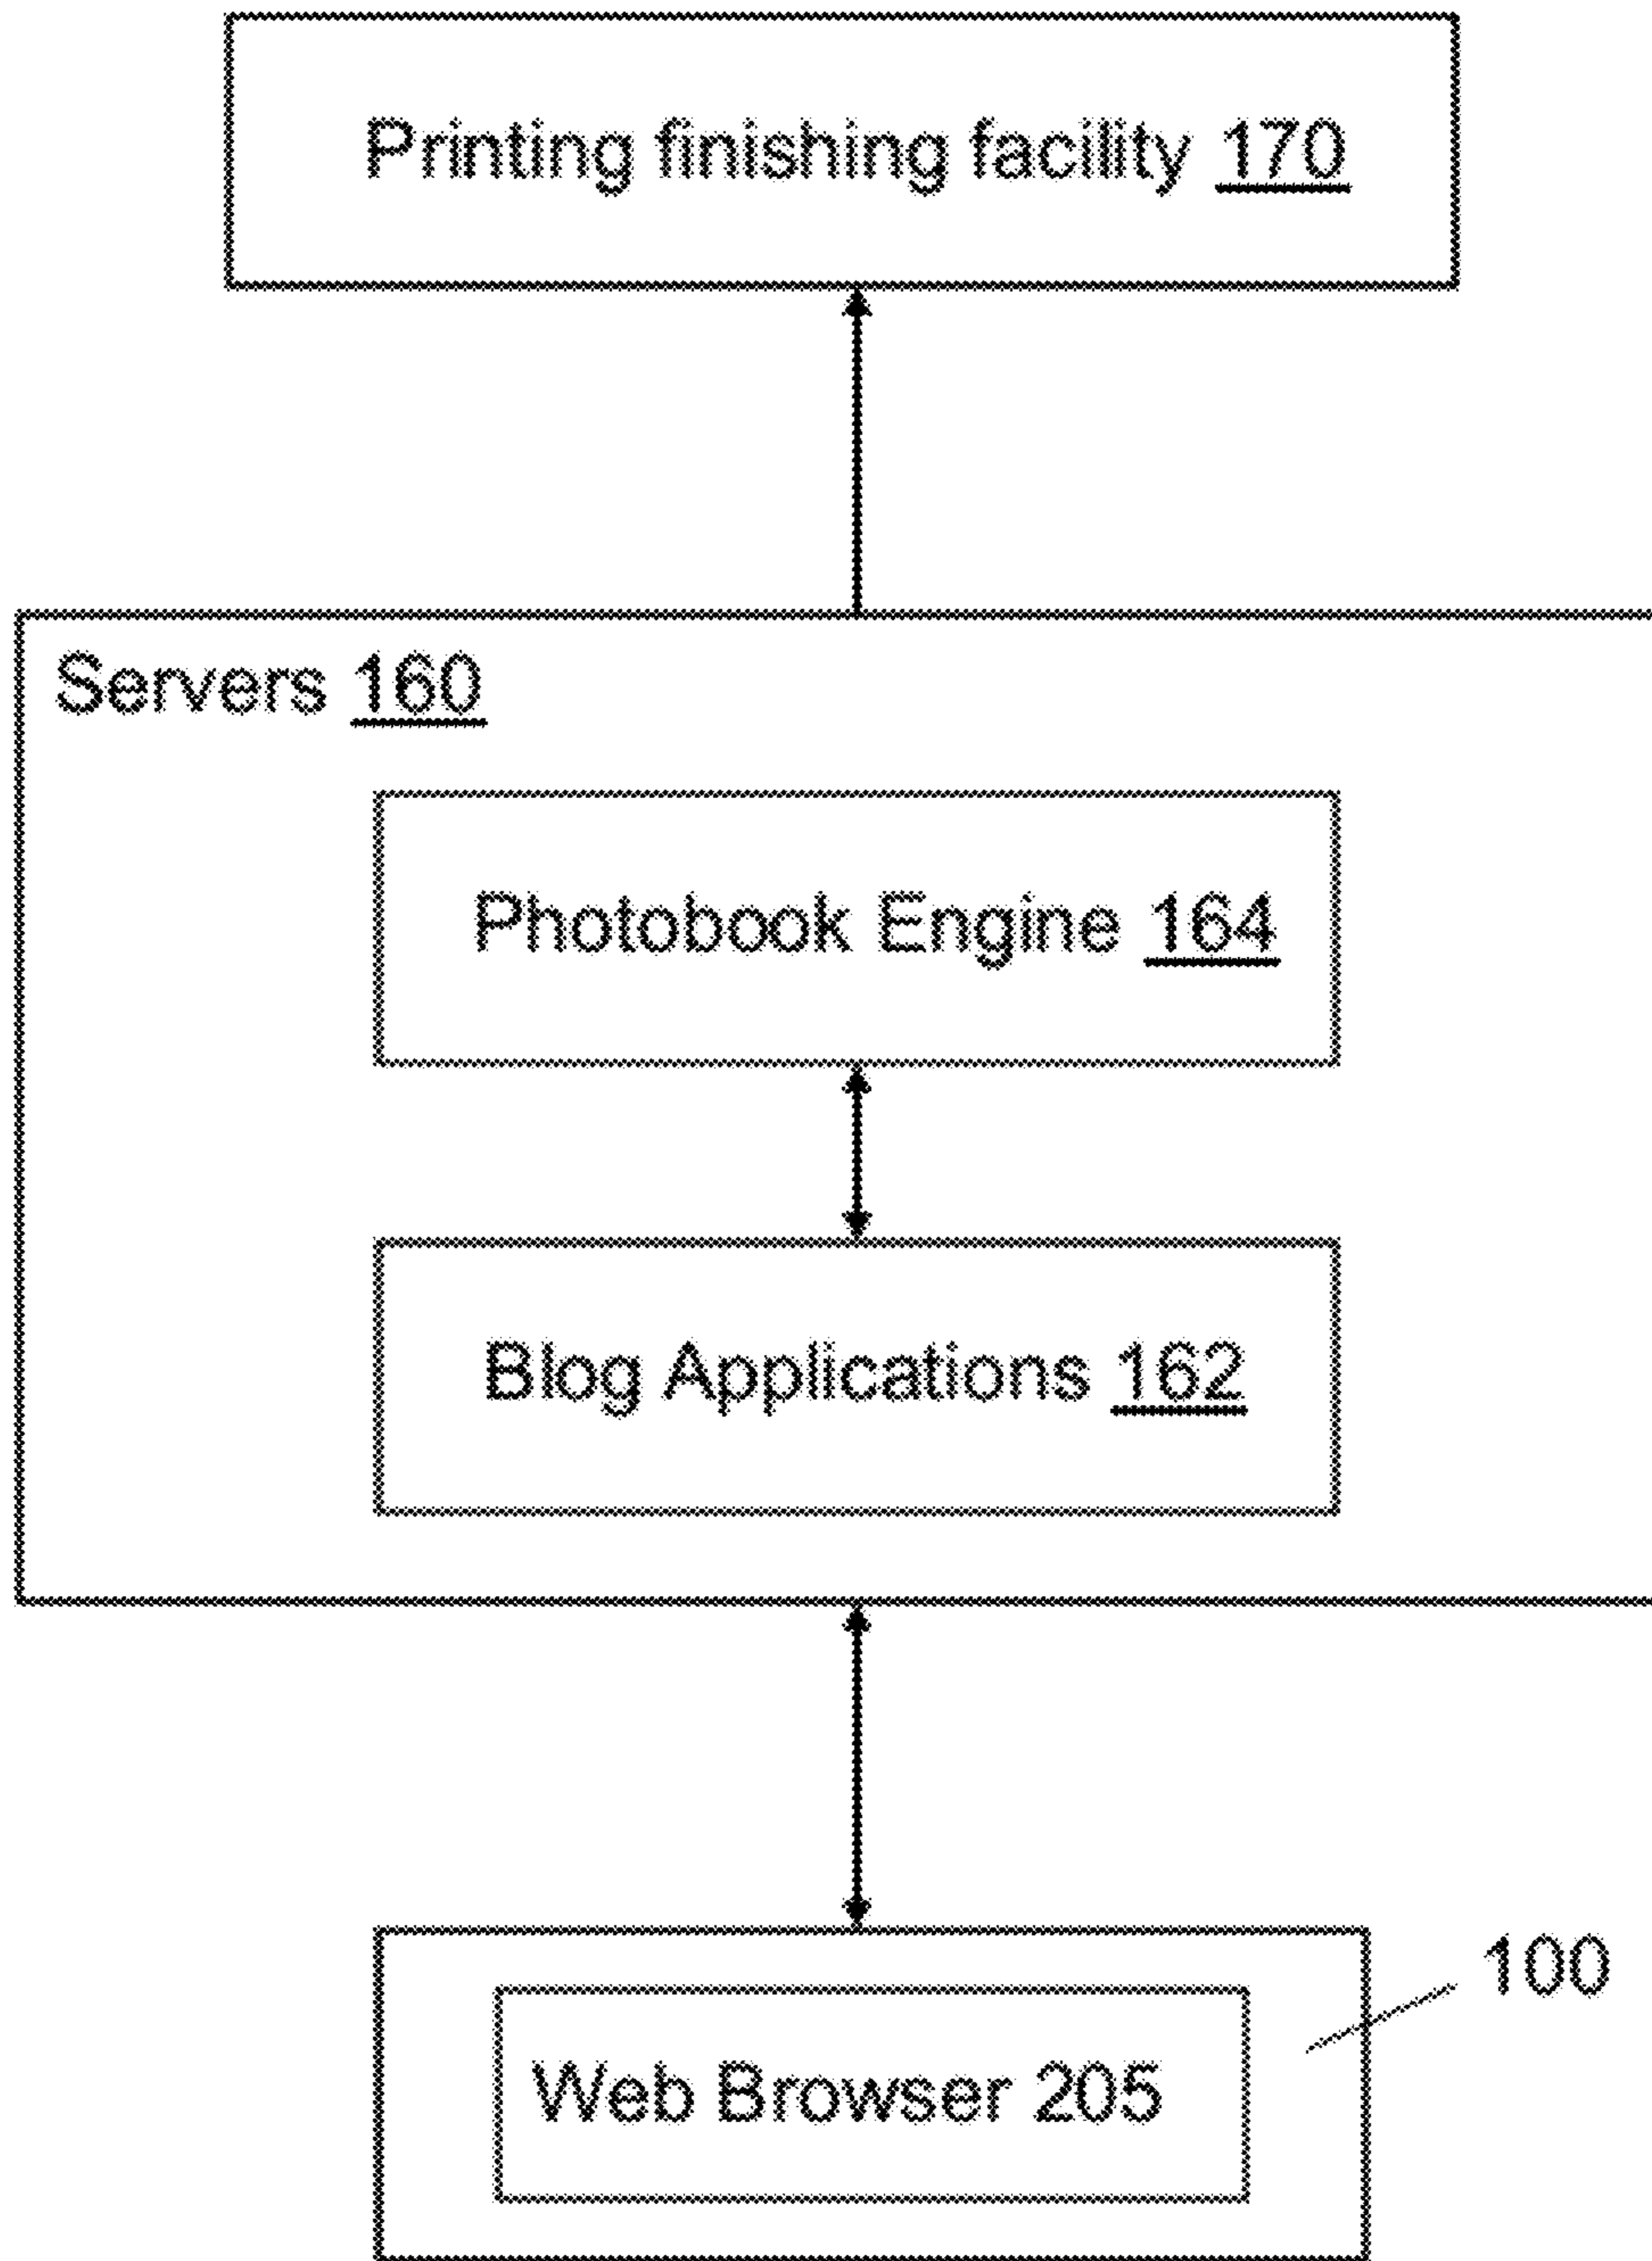 Printing finishing facility 170
Servers 160
Photobook Engine 164
Blog Applications 162
100
Web Browser 205